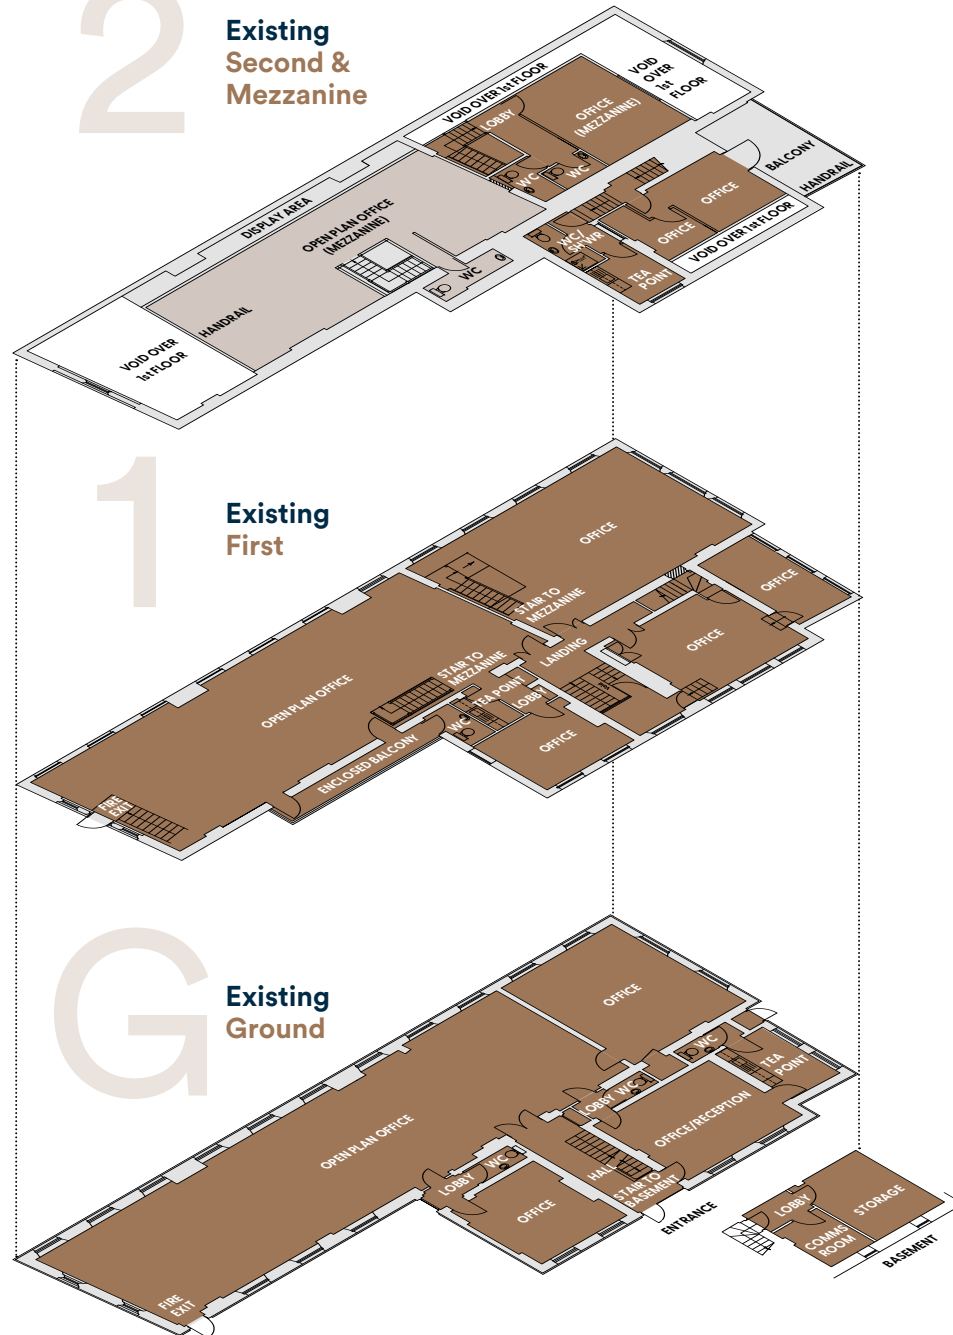 2
Existing
Second &
Mezzanine
VOID OVER 1st FLOOR
VOID
OVER
1st
FLOOR
LOBBY
OFFICE
(MEZZANINE)
WC
WC
BALCONY
HANDRAIL
DISPLAY AREA
OPEN PLAN OFFICE
(MEZZANINE)
OFFICE
OFFICE
VOID OVER 1st FLOOR
WC/
SH'WR
TEA
POINT
WC
HANDRAIL
VOID OVER
1st FLOOR
1
Existing
First
OFFICE
STAIR TO
MEZZANINE
OFFICE
LANDING
OFFICE
STAIR TO
MEZZANINE
OPEN PLAN OFFICE
TEA POINT
LOBBY
WC
OFFICE
ENCLOSED BALCONY
FIRE
EXIT
G
Existing
Ground
OFFICE
WC
TEA
POINT
LOBBY
WC
OFFICE/RECEPTION
OPEN PLAN OFFICE
HALL
STAIR TO
BASEMENT
LOBBY
WC
OFFICE
ENTRANCE
FIRE
EXIT
LOBBY
STORAGE
COMMS
ROOM
BASEMENT